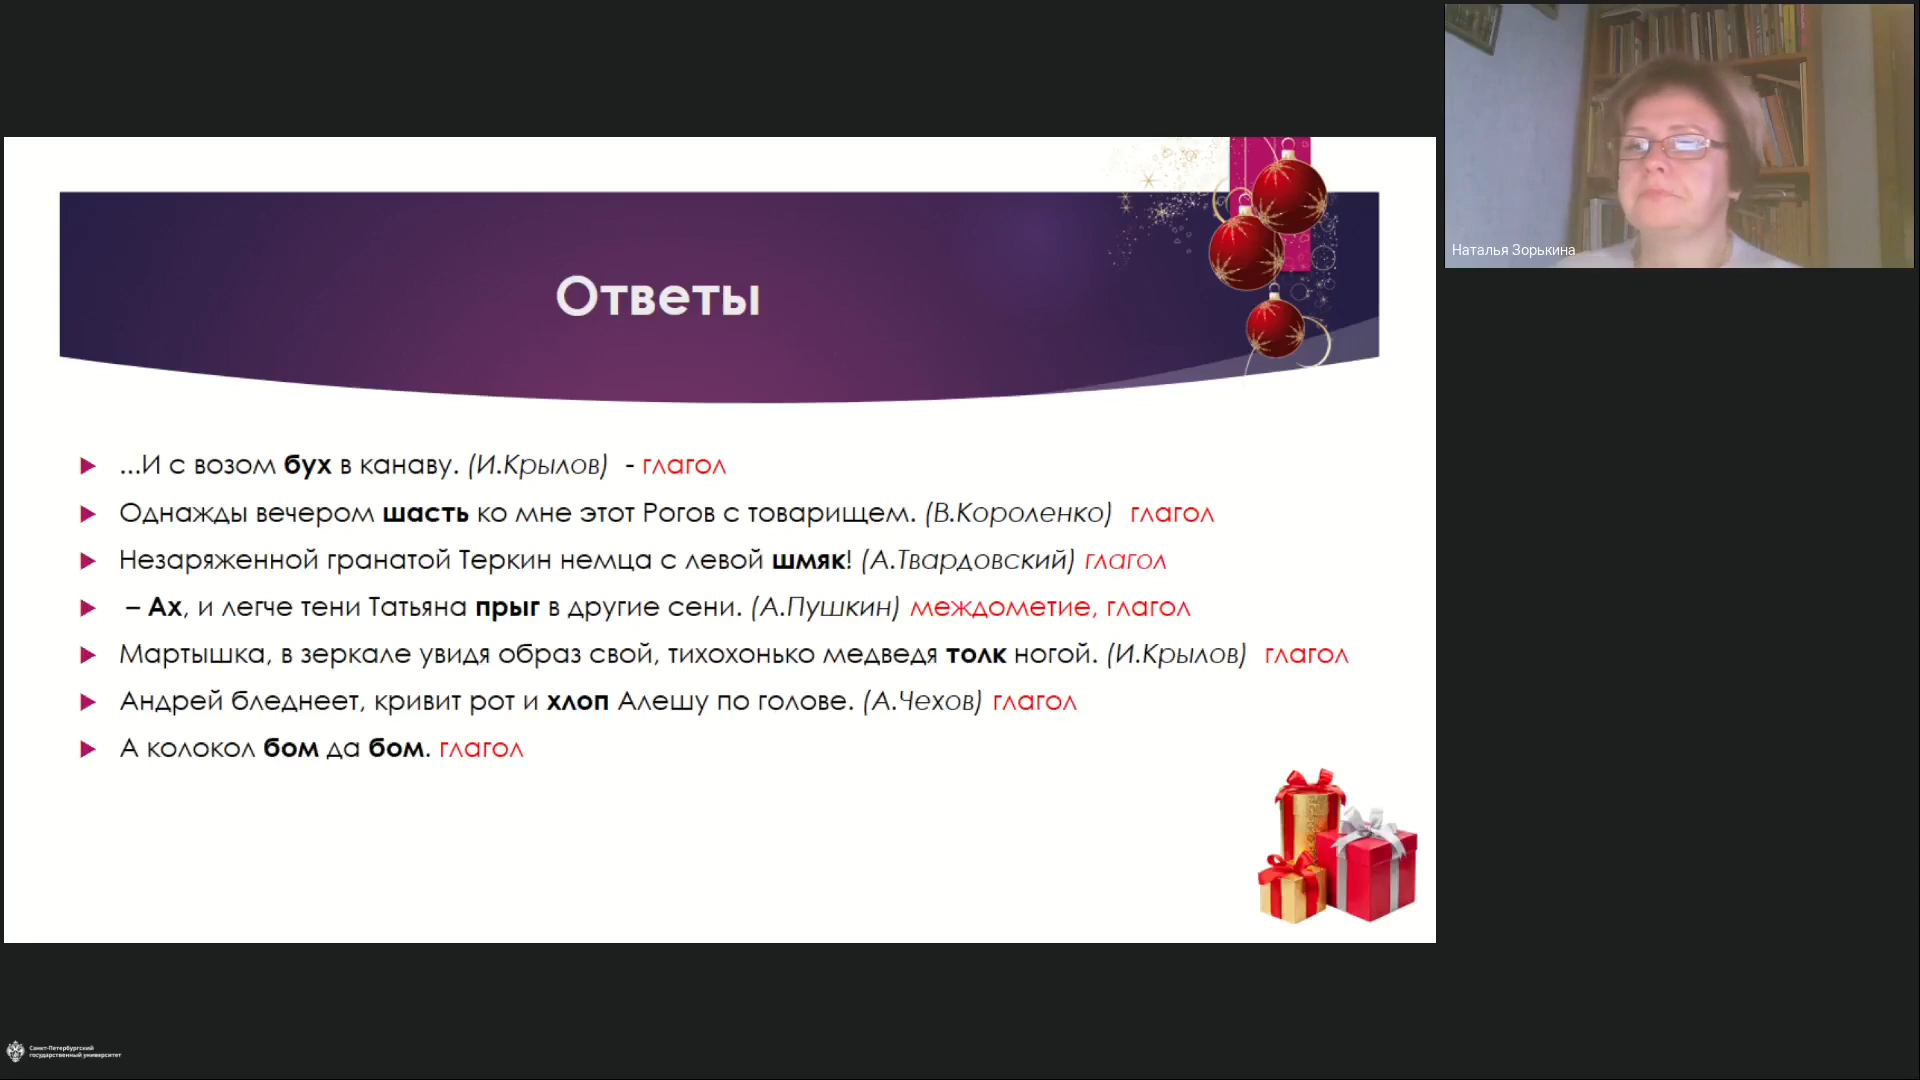 Наталья Зорькина
Ответы
...И с возом бух в канаву. (И.Крылов) - глагол
Однажды вечером шасть ко мне этот Рогов с товарищем. (В.Короленко) глагол
Незаряженной гранатой Теркин немца с левой шмяк! (А.Твардовский) глагол
– Ах, и легче тени Татьяна прыг в другие сени. (А.Пушкин) междометие, глагол
Мартышка, в зеркале увидя образ свой, тихохонько медведя толк ногой. (И.Крылов) глагол
Андрей бледнеет, кривит рот и хлоп Алешу по голове. (А.Чехов) глагол
А колокол бом да бом. глагол
Санкт-Петербургский
государственный университет